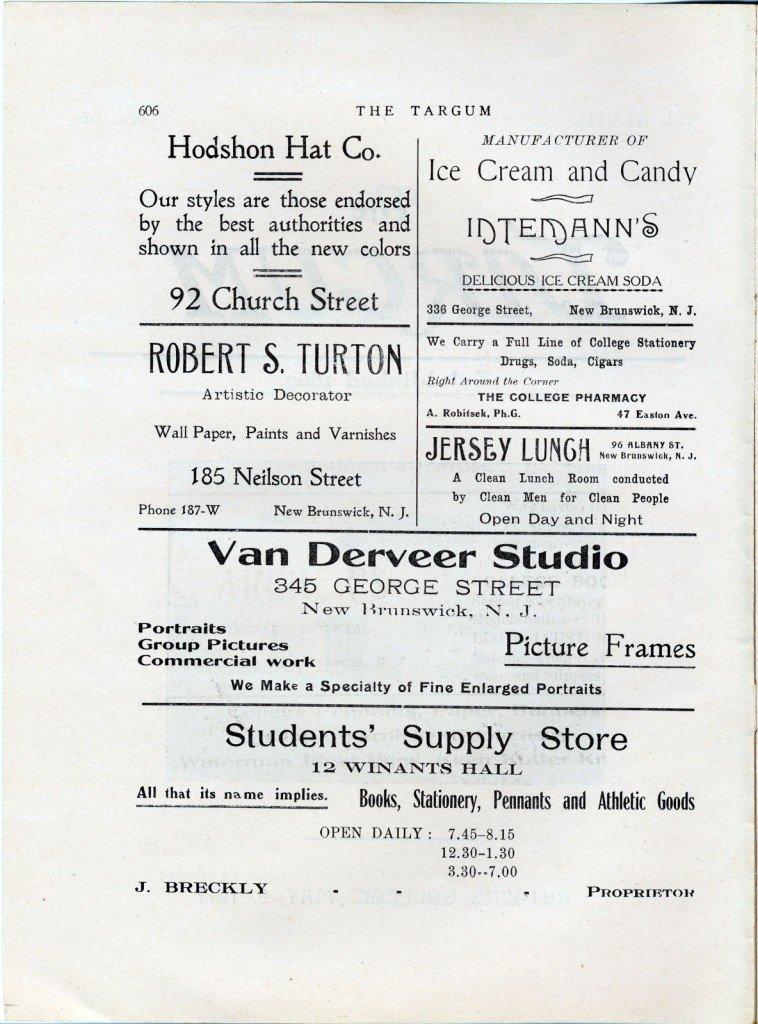 606
THE TARGUM
Hodshon Hat Co.
Our styles are those endorsed
by the best authorities and
shown in all the new colors
92 Church Street
ROBERT S. TURTON
Artistic Decorator
Wall Paper, Paints and Varnishes
185 Neilson Street
Phone 187-W New Brunswick, N. J.
MANUFACTURER OF
Ice Cream and Candy
INTEMANN'S
DELICIOUS ICE CREAM SODA
336 George Street, New Brunswick, N. J.
We Carry a Full Line of College Stationery
Drugs, Soda, Cigars
Right Around the Corner
THE COLLEGE PHARMACY
A. Robitsek, Ph.G. 47 Easton Ave.
JERSEY LUNCH 96 ALBANY ST.
New Brunswick, N. J.
A Clean Lunch Room conducted
by Clean Men for Clean People
Open Day and Night
Van Derveer Studio
345 GEORGE STREET
New Brunswick, N. J.
Portraits
Group Pictures
Commercial work
Picture Frames
We Make a Specialty of Fine Enlarged Portraits
Students' Supply Store
12 WINANTS HALL
All that its name implies. Books, Stationery, Pennants and Athletic Goods
OPEN DAILY: 7.45-8.15
12.30-1.30
3.30--7.00
J. BRECKLY - - - PROPRIETOR